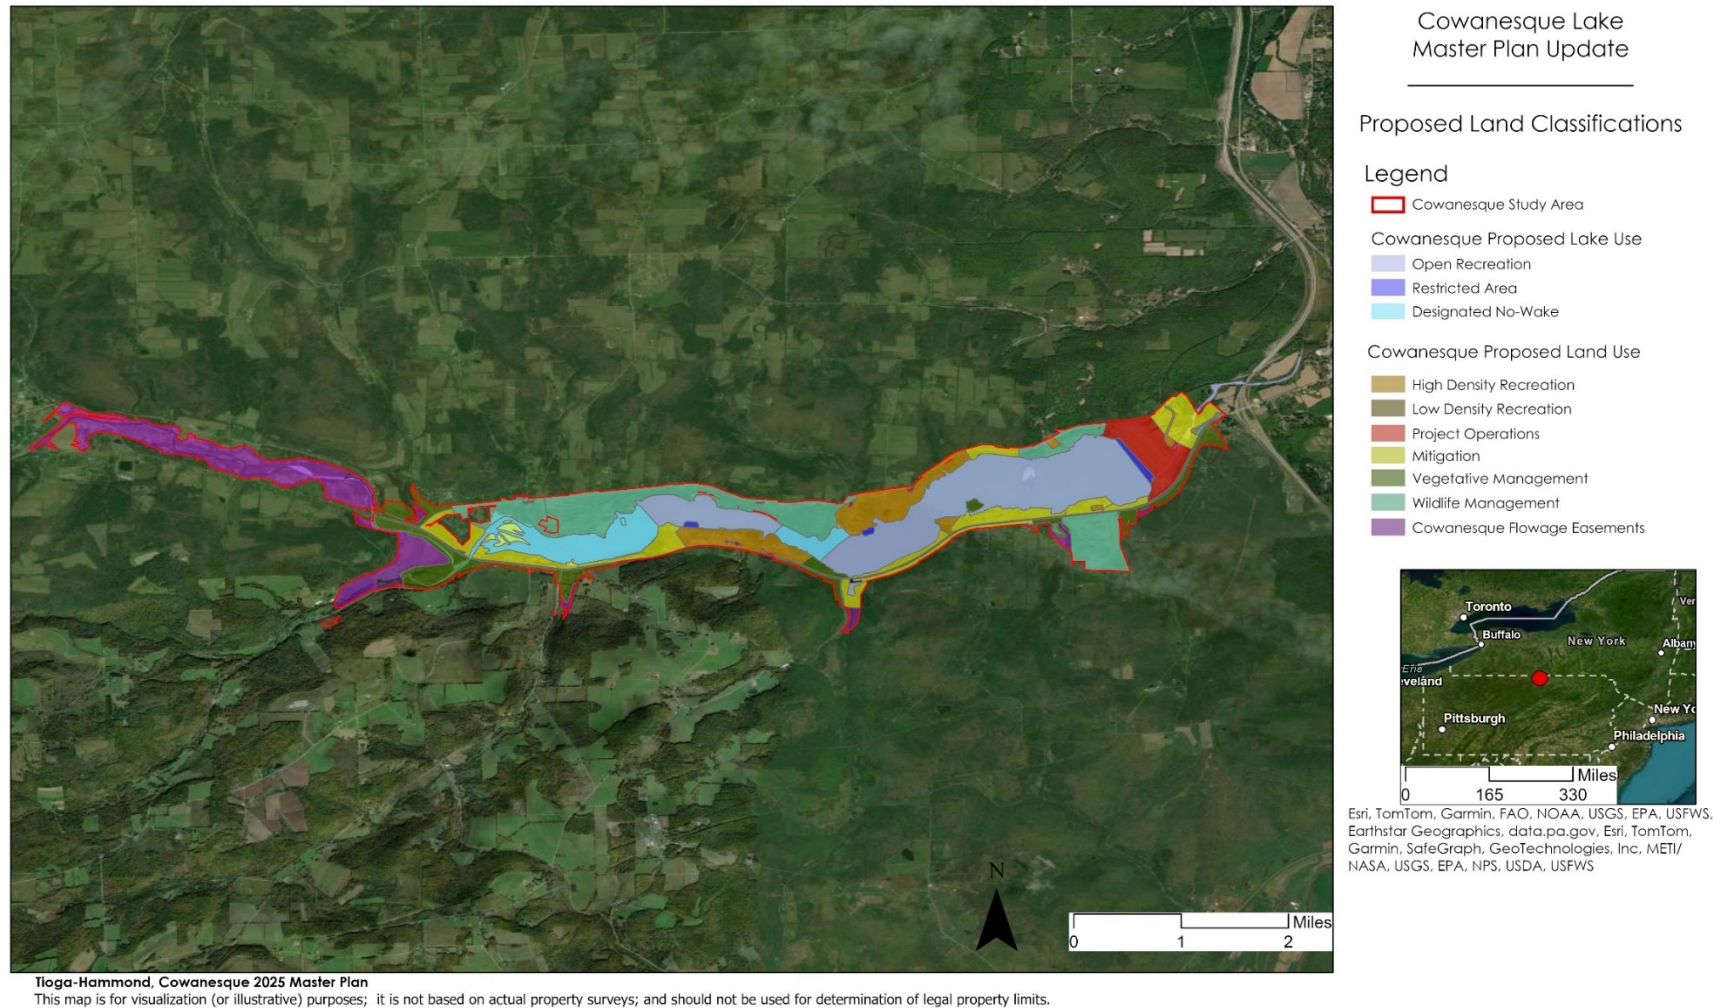 Cowanesque Lake
Master Plan Update
Proposed Land Classifications
Legend
Cowanesque Study Area
Cowanesque Proposed Lake Use
Open Recreation
Restricted Area
Designated No-Wake
Cowanesque Proposed Land Use
High Density Recreation
Low Density Recreation
Project Operations
Mitigation
Vegetative Management
Wildlife Management
Cowanesque Flowage Easements
Toronto
Buffalo
New York
Ver
Albany
Erie
eveland
Pittsburgh
New Yo
Philadelphia
Miles
0 165 330
Esri, TomTom, Garmin, FAO, NOAA, USGS, EPA, USFWS,
Earthstar Geographics, data.pa.gov, Esri, TomTom,
Garmin, SafeGraph, GeoTechnologies, Inc, METI/
NASA, USGS, EPA, NPS, USDA, USFWS
N
Miles
0 1 2
Tioga-Hammond, Cowanesque 2025 Master Plan
This map is for visualization (or illustrative) purposes; it is not based on actual property surveys; and should not be used for determination of legal property limits.